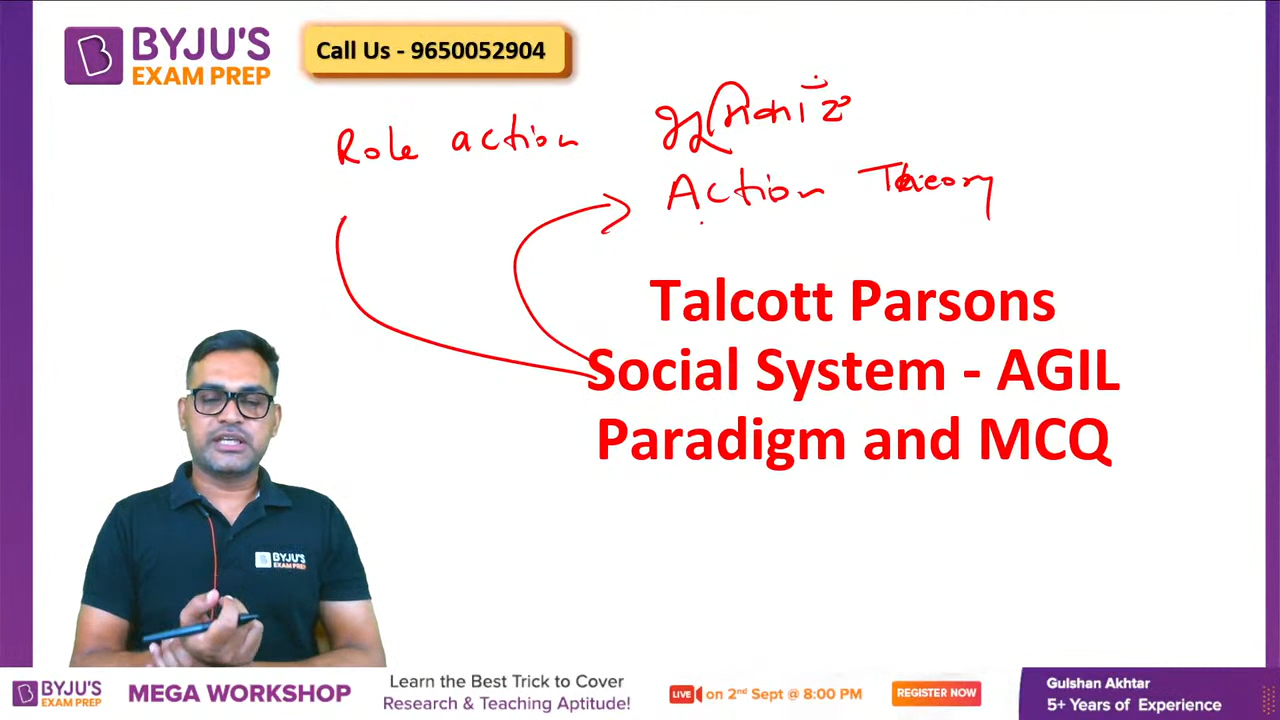 BYJU'S
EXAM PREP
Call Us - 9650052904
Role action
Action Theory
Talcott Parsons
Social System - AGIL
Paradigm and MCQ
BYJU'S
EXAM PREP
BYJU'S
EXAM PREP
MEGA WORKSHOP
Learn the Best Trick to Cover
Research & Teaching Aptitude!
LIVE on 2nd Sept @ 8:00 PM
REGISTER NOW
Gulshan Akhtar
5+ Years of Experience